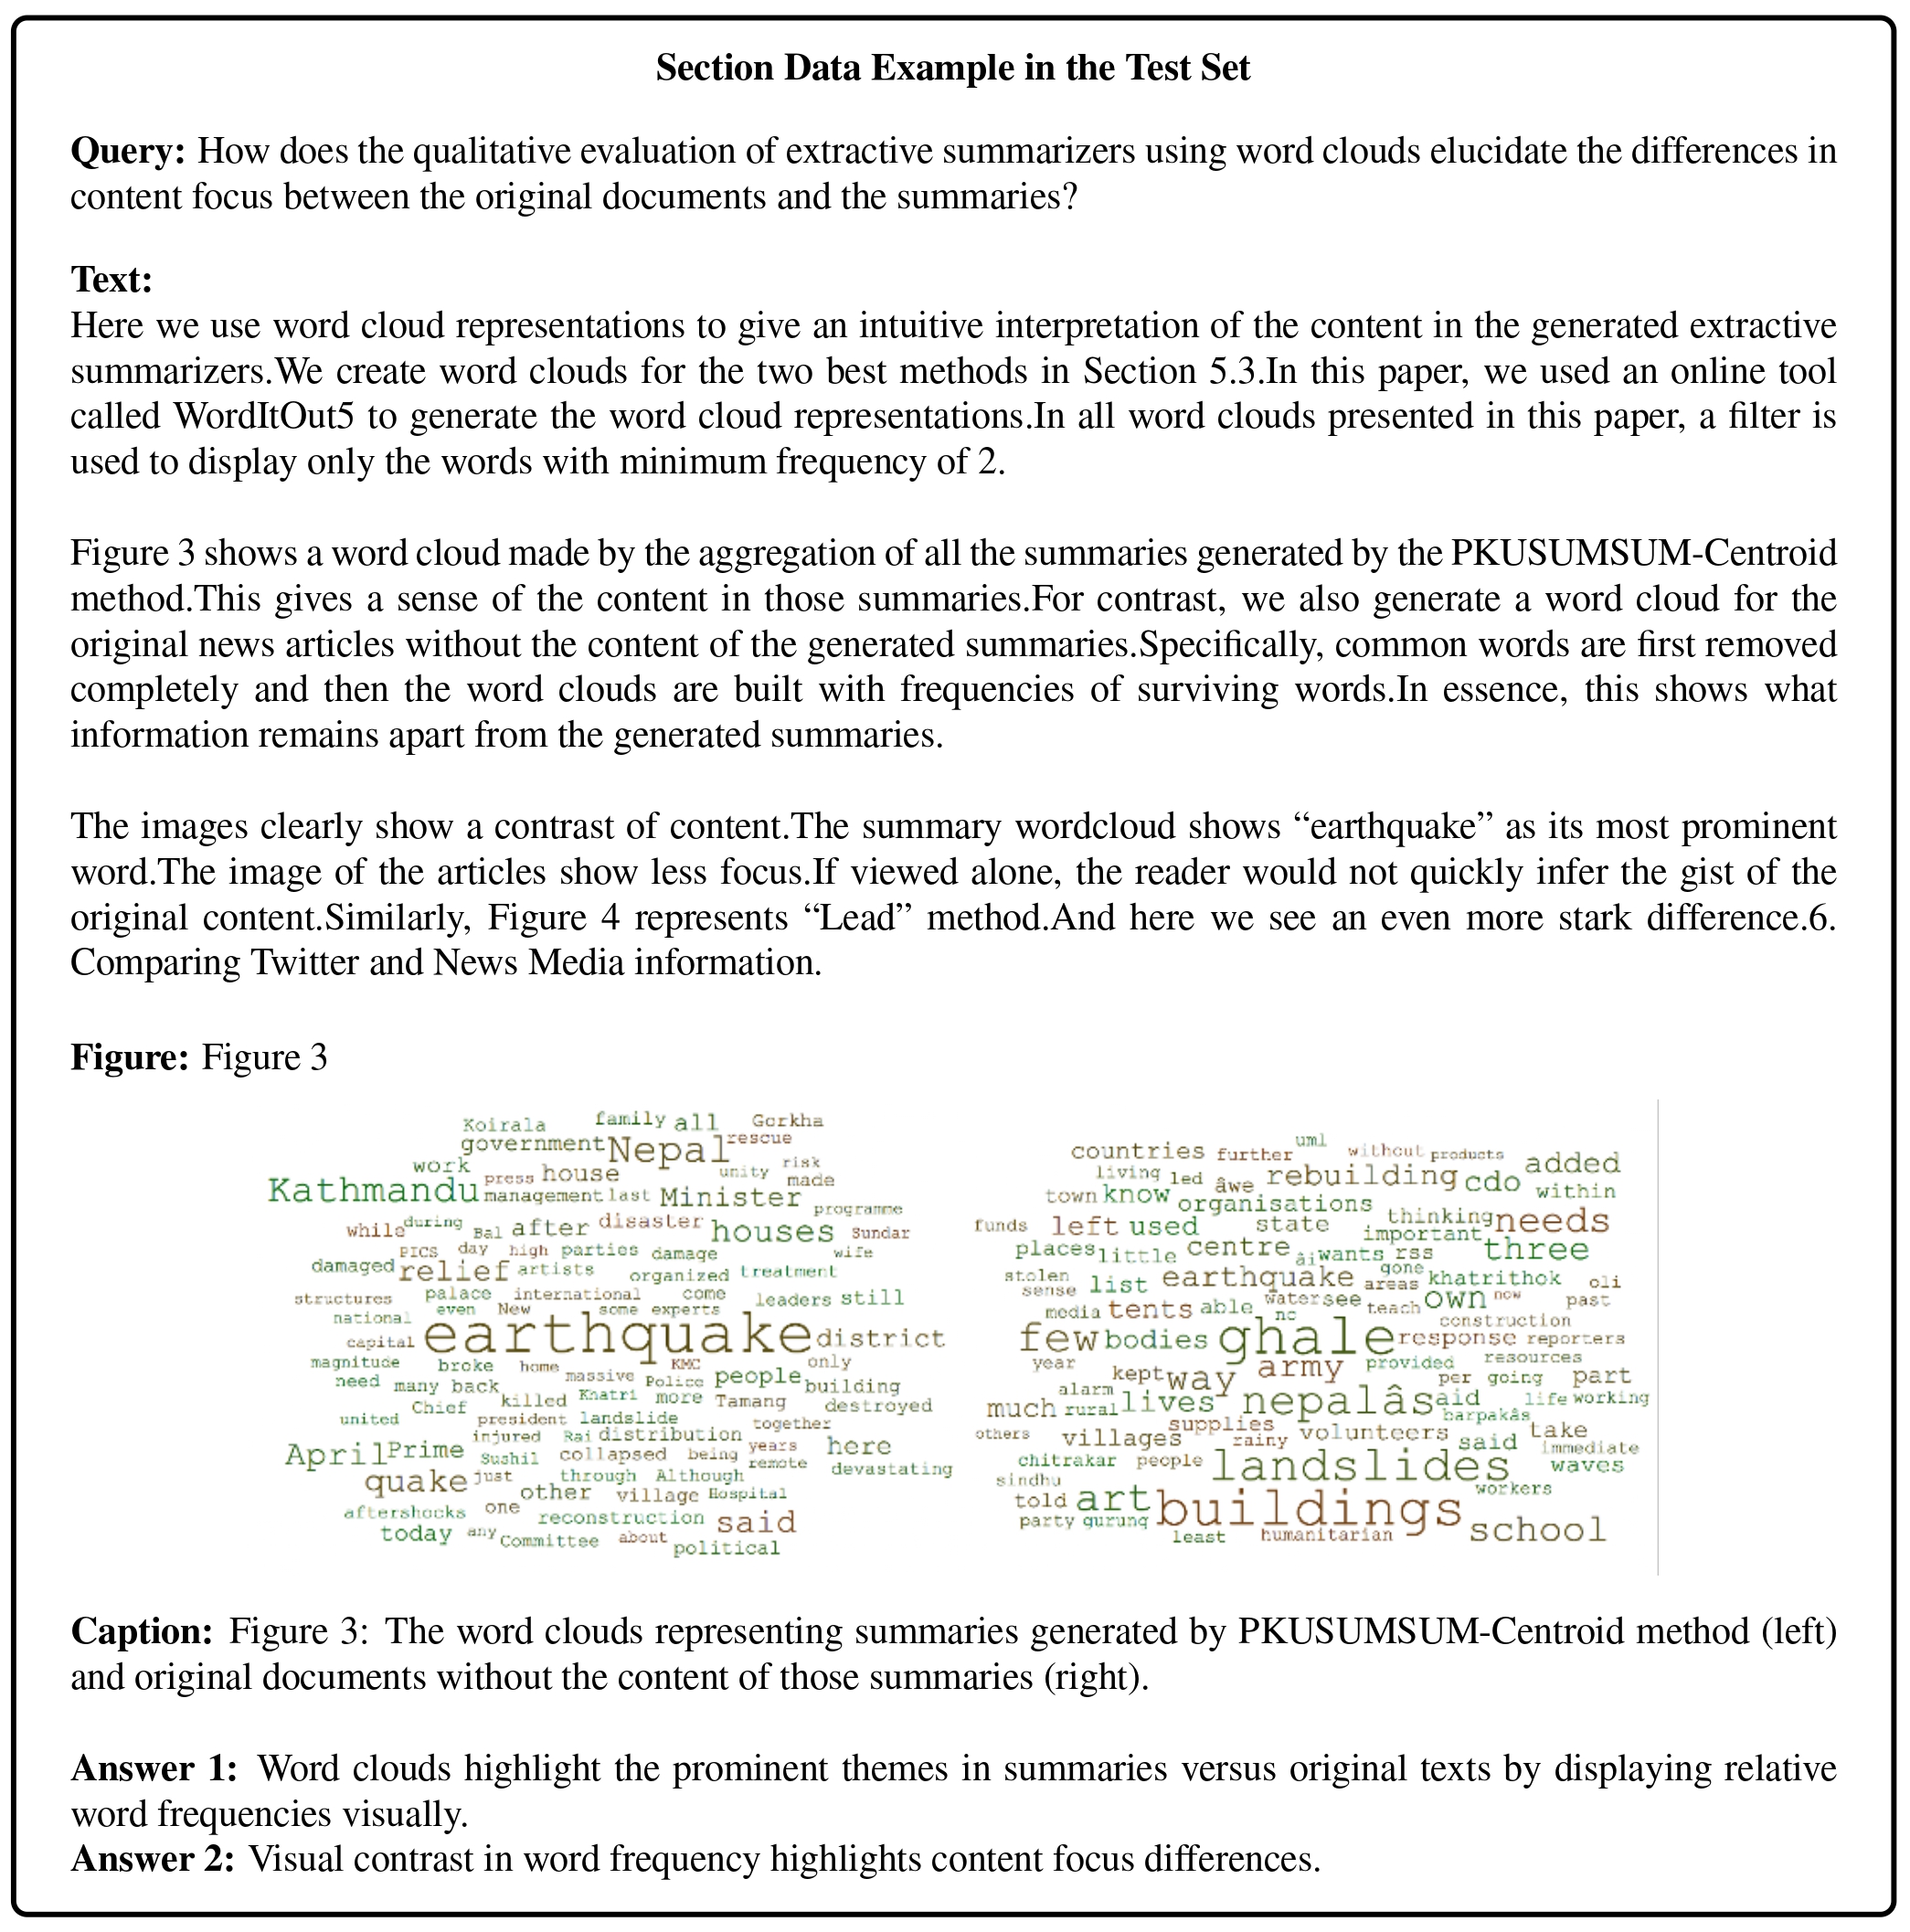 Section Data Example in the Test Set
Query: How does the qualitative evaluation of extractive summarizers using word clouds elucidate the differences in
content focus between the original documents and the summaries?
Text:
Here we use word cloud representations to give an intuitive interpretation of the content in the generated extractive
summarizers.We create word clouds for the two best methods in Section 5.3.In this paper, we used an online tool
called WordItOut5 to generate the word cloud representations.In all word clouds presented in this paper, a filter is
used to display only the words with minimum frequency of 2.
Figure 3 shows a word cloud made by the aggregation of all the summaries generated by the PKUSUMSUM-Centroid
method.This gives a sense of the content in those summaries.For contrast, we also generate a word cloud for the
original news articles without the content of the generated summaries.Specifically, common words are first removed
completely and then the word clouds are built with frequencies of surviving words.In essence, this shows what
information remains apart from the generated summaries.
The images clearly show a contrast of content.The summary wordcloud shows “earthquake” as its most prominent
word.The image of the articles show less focus.If viewed alone, the reader would not quickly infer the gist of the
original content.Similarly, Figure 4 represents “Lead” method.And here we see an even more stark difference.6.
Comparing Twitter and News Media information.
Figure: Figure 3
Koirala family all Gorkha
government Nepal rescue
work press house unity risk made
Kathmandu management last Minister programme
while during Bal after disaster houses Sundar
PICS day high parties damage wife
damaged relief artists organized treatment
structures palace international come leaders still
even New some experts
national
capital earthquake district
magnitude broke home massive KMC only
need many back Police people building
Chief killed Khatri more Tamang destroyed
united president landslide together
injured Rai distribution
April Prime Sushil collapsed being years here
quake just through Although remote devastating
other village Hospital
aftershocks one reconstruction said
today any Committee about political
countries further uml without products added
living led âwe rebuilding cdo within
town know organisations
funds left used state important thinking needs
places little centre âi wants rss three
stolen list earthquake gone areas khatrithok oli
sense water see own now past
media tents able no teach construction
few bodies ghale response reporters
year kept way army provided resources
alarm per going part
much rural lives nepalâs aid life working
barpakâs
others villages supplies rainy volunteers said take immediate
chitrakar people landslides waves
sindhu workers
told art buildings school
party gurung least humanitarian
Caption: Figure 3: The word clouds representing summaries generated by PKUSUMSUM-Centroid method (left)
and original documents without the content of those summaries (right).
Answer 1: Word clouds highlight the prominent themes in summaries versus original texts by displaying relative
word frequencies visually.
Answer 2: Visual contrast in word frequency highlights content focus differences.